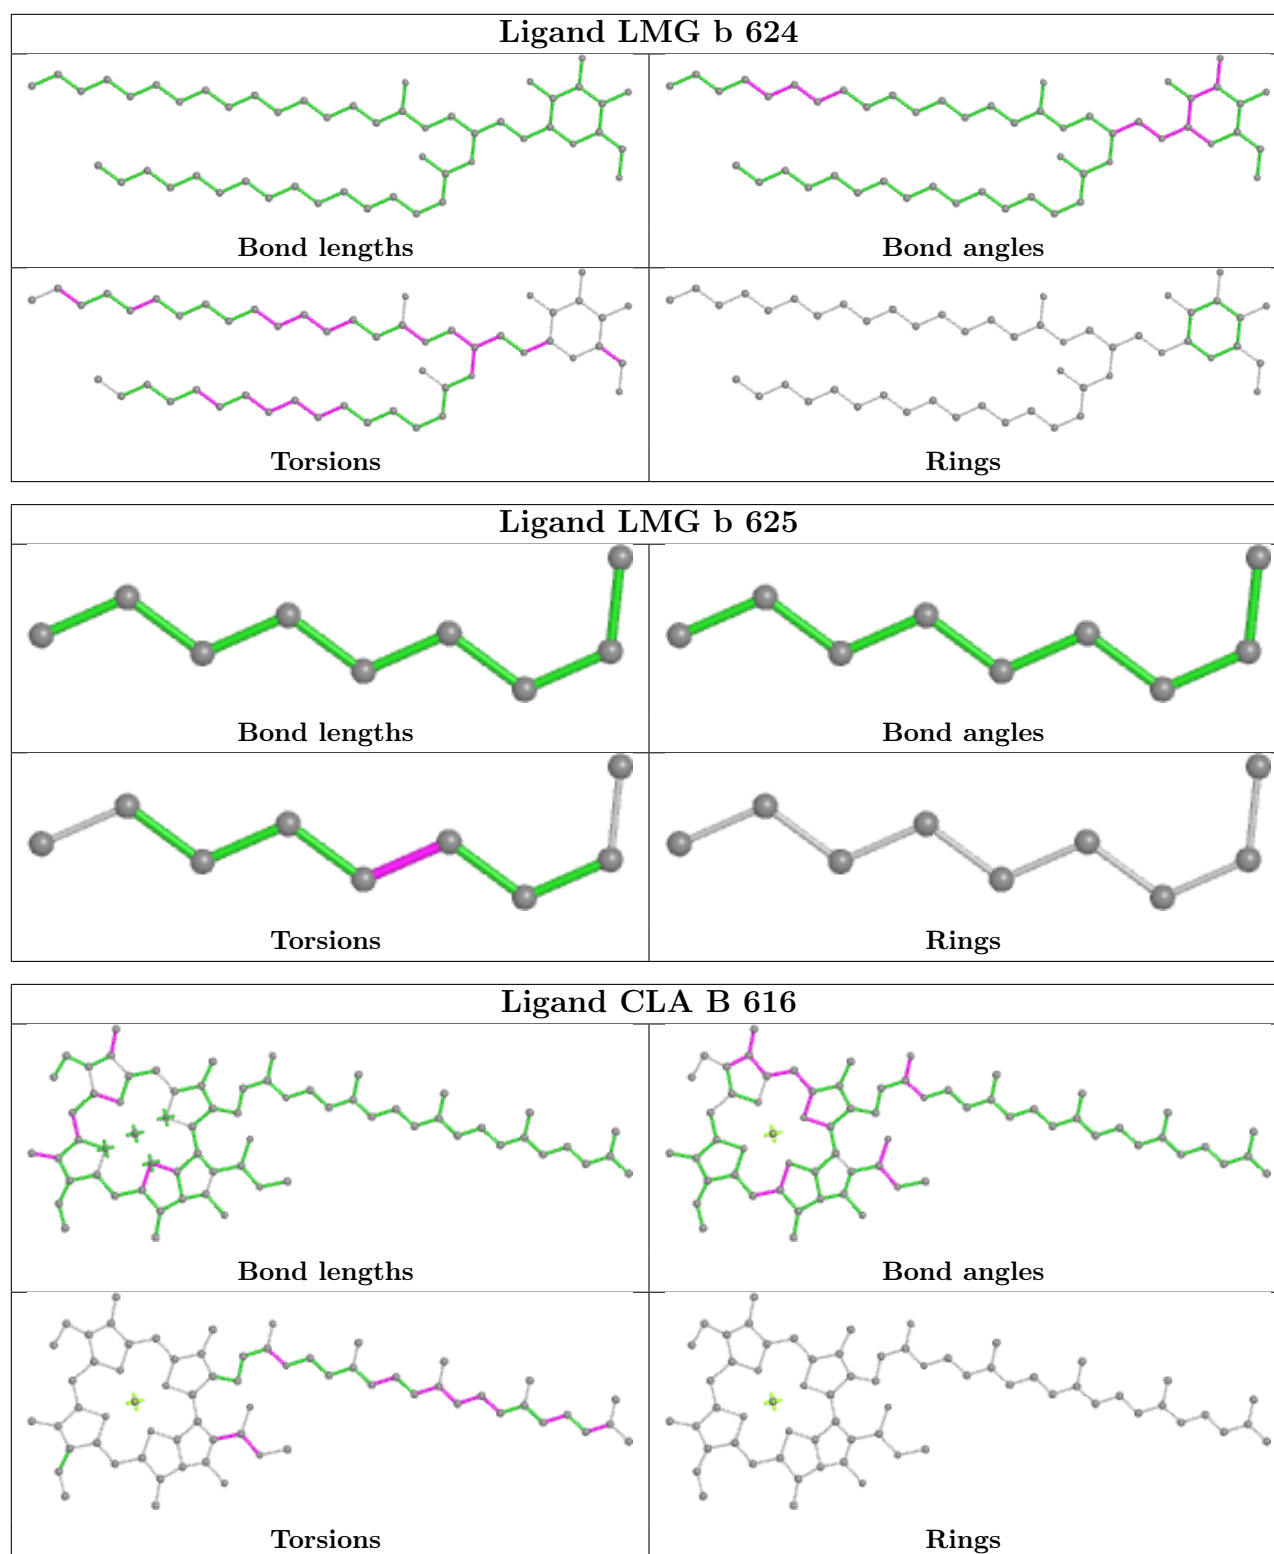 Ligand LMG b 624
Bond lengths
Bond angles
Torsions
Rings
Ligand LMG b 625
Bond lengths
Bond angles
Torsions
Rings
Ligand CLA B 616
Bond lengths
Bond angles
Torsions
Rings